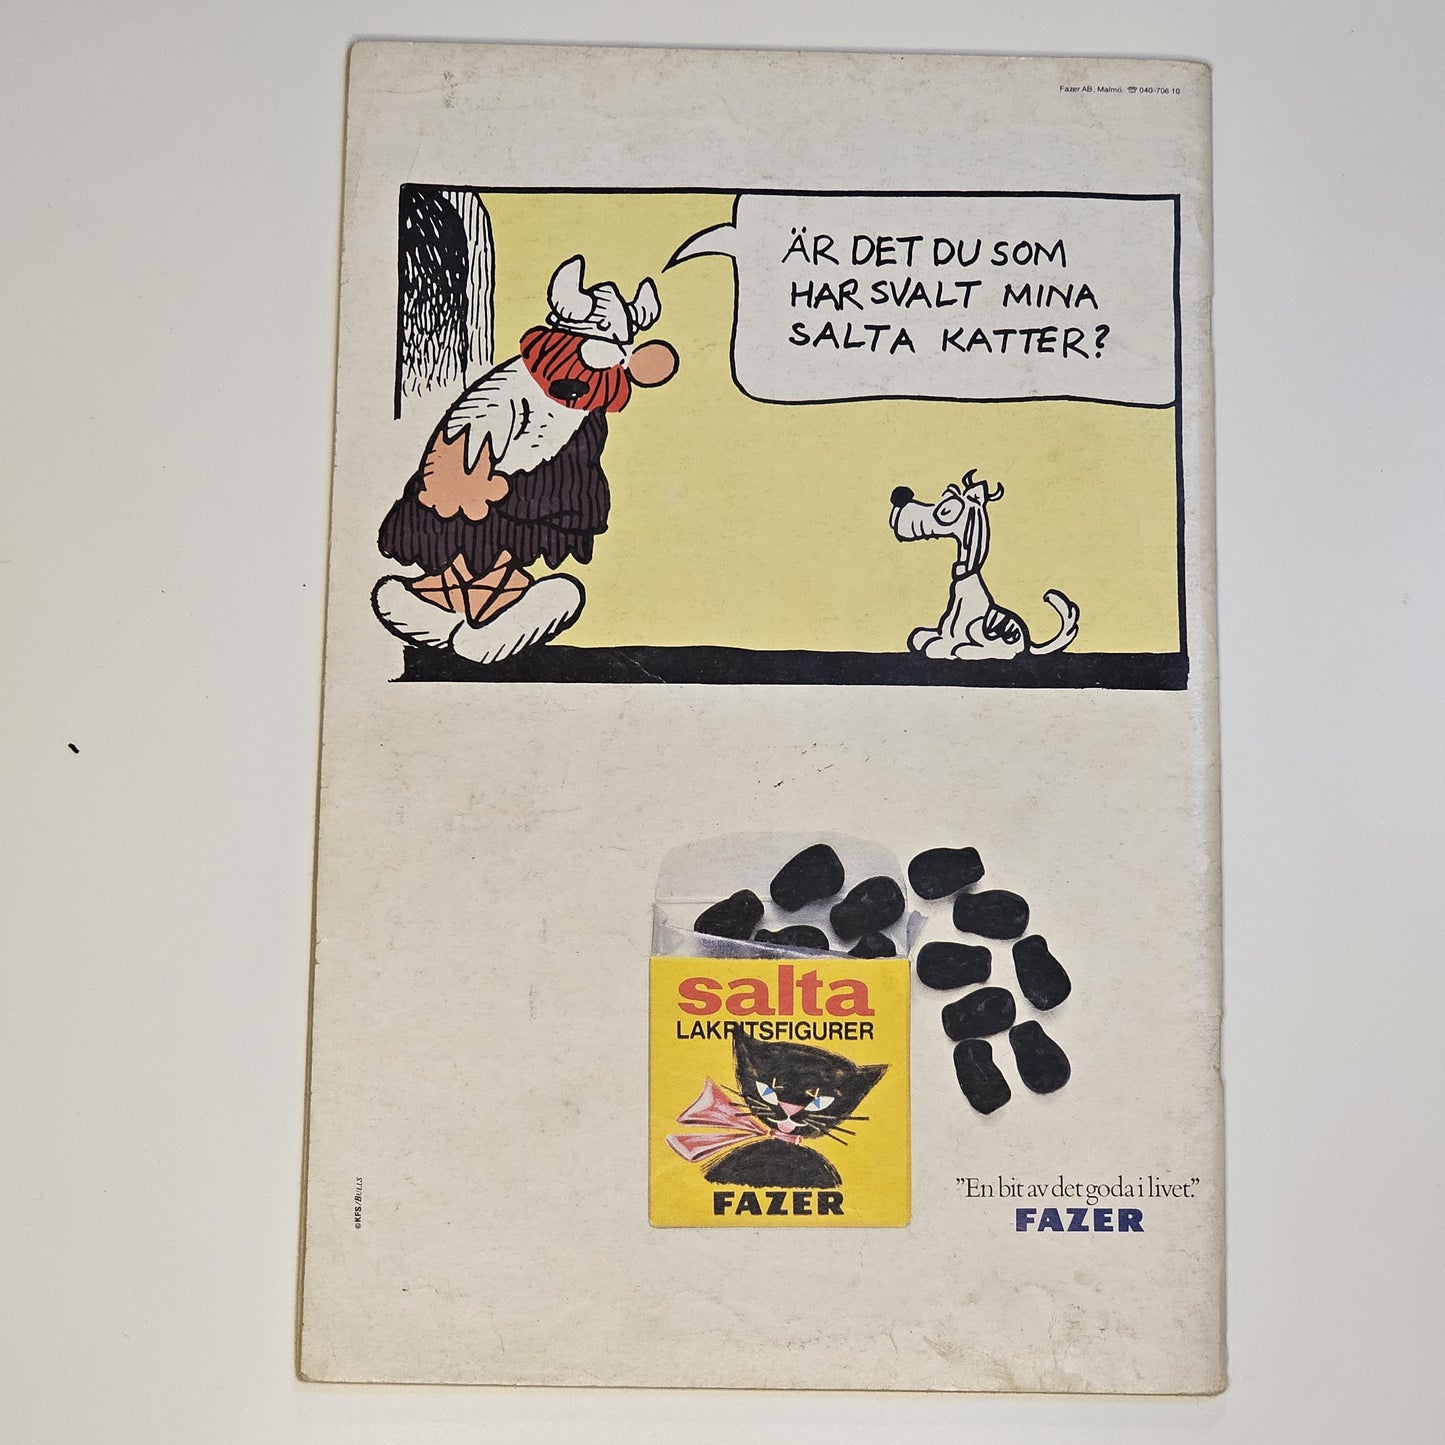 Fazer AB, Malmö. ☎ 040-706 10
ÄR DET DU SOM
HAR SVALT MINA
SALTA KATTER?
salta
LAKRITSFIGURER
FAZER
"En bit av det goda i livet."
FAZER
©KFS/BULLS